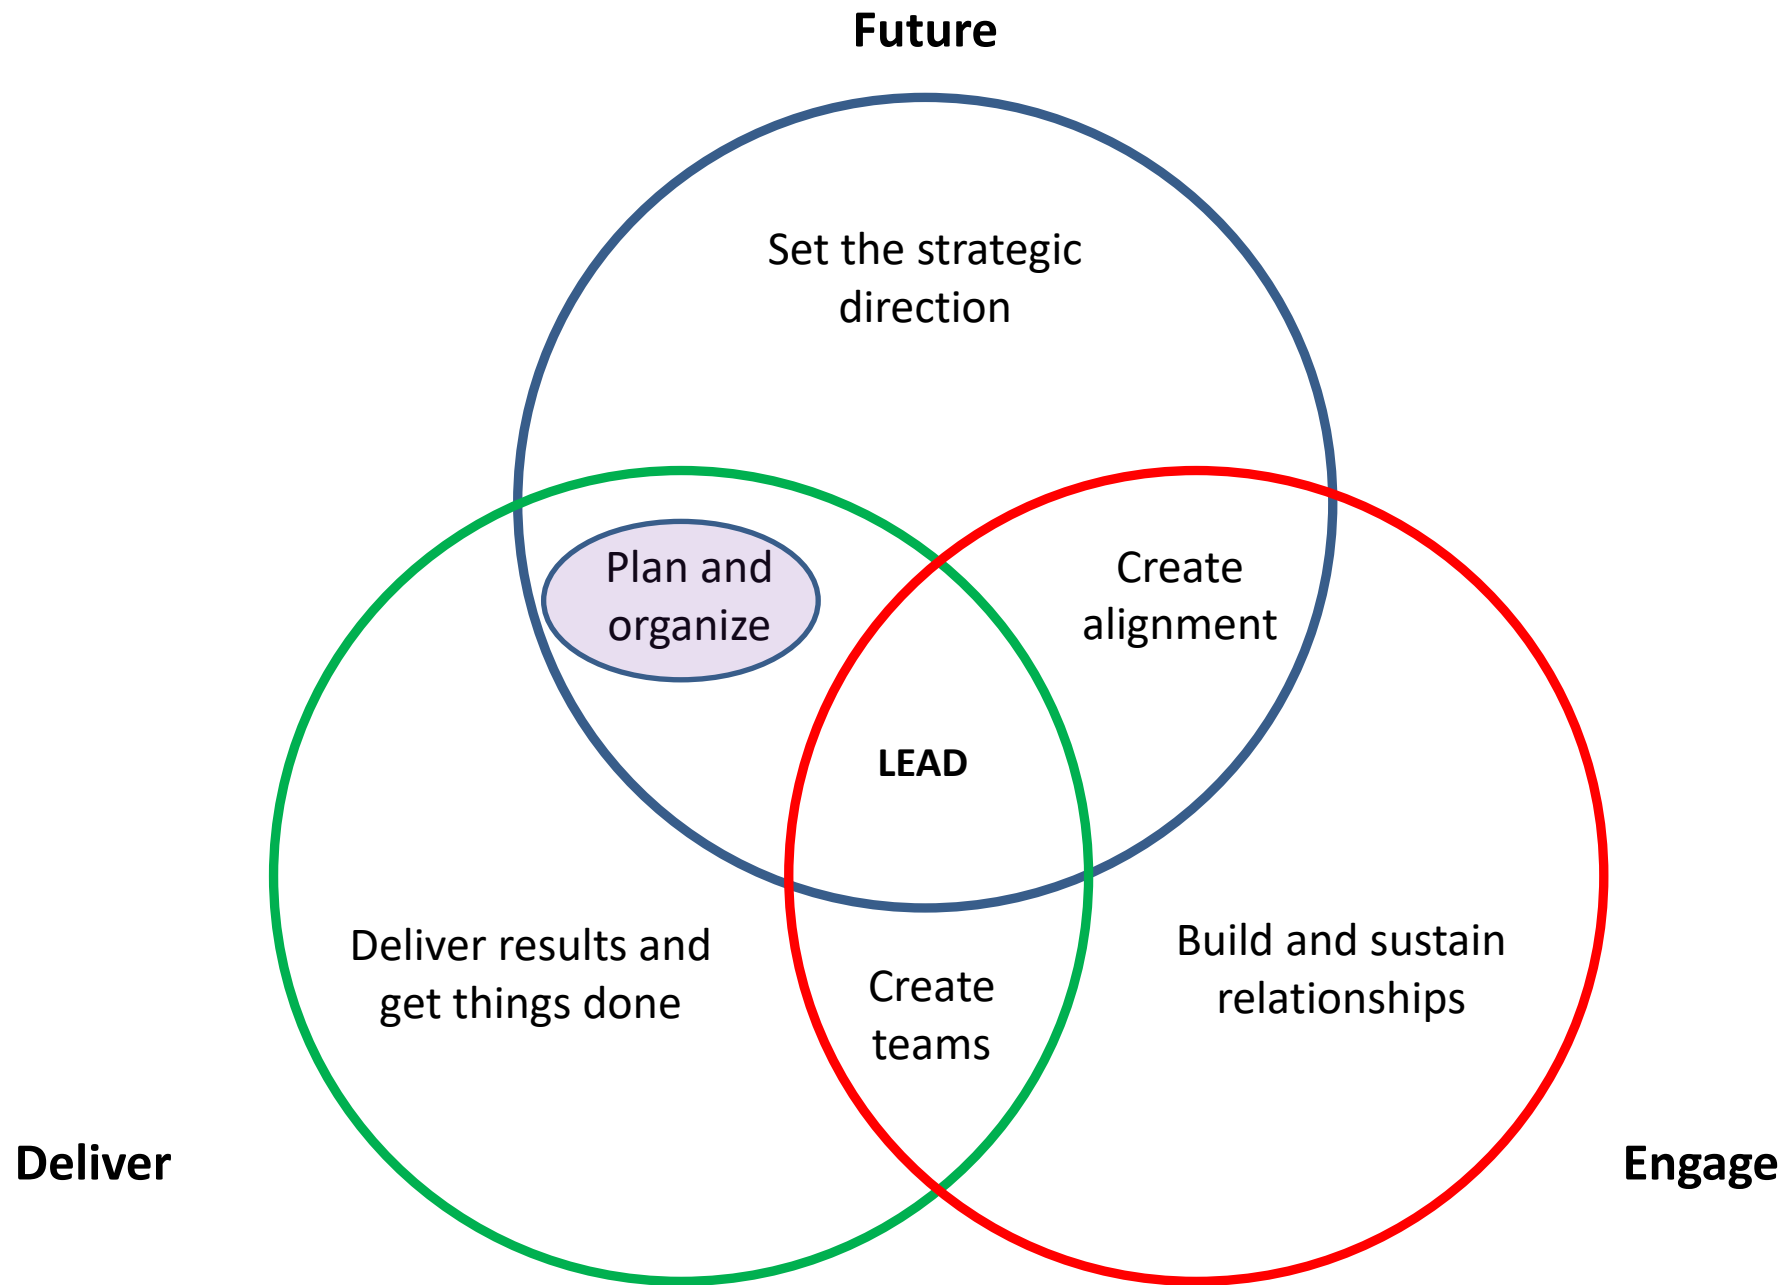 Future
Set the strategic
direction
Plan and
organize
Create
alignment
LEAD
Deliver results and
get things done
Create
teams
Build and sustain
relationships
Deliver
Engage